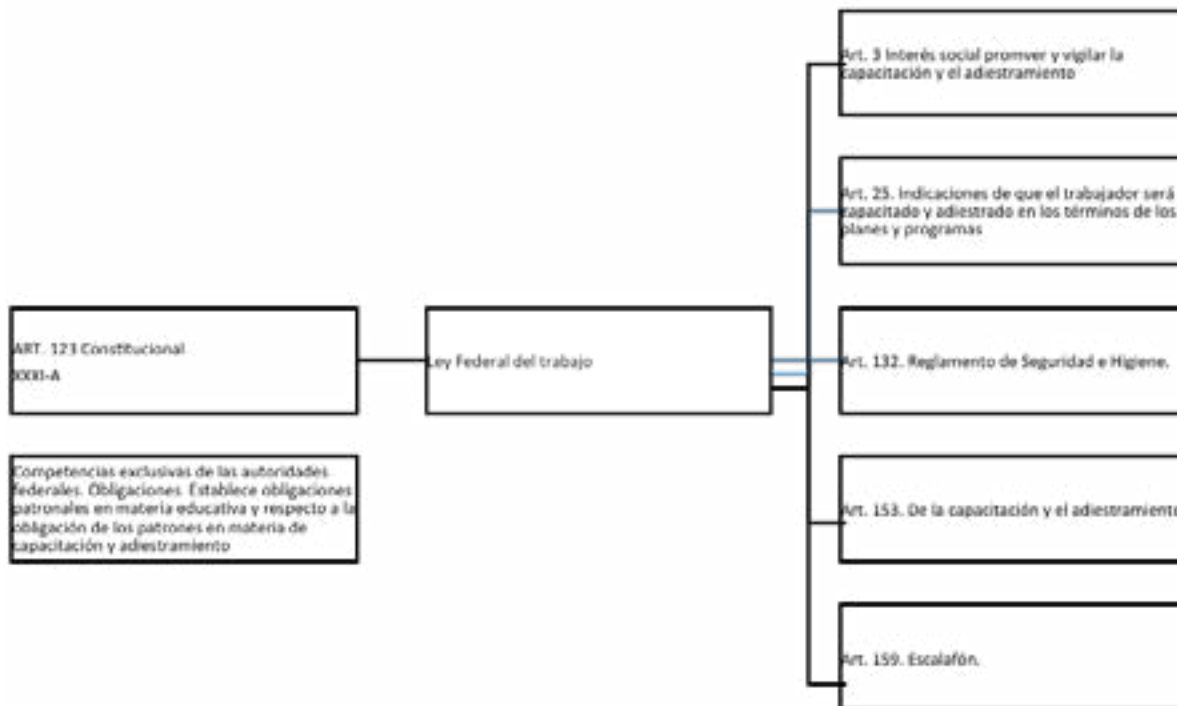 ART. 123 Constitucional
XXXI-A
Competencias exclusivas de las autoridades
federales. Obligaciones. Establece obligaciones
patronales en materia educativa y respecto a la
obligación de los patrones en materia de
capacitación y adiestramiento
Ley Federal del trabajo
Art. 3 Interés social promver y vigilar la
capacitación y el adiestramiento
Art. 25. Indicaciones de que el trabajador será
capacitado y adiestrado en los términos de los
planes y programas
Art. 132. Reglamento de Seguridad e Higiene.
Art. 153. De la capacitación y el adiestramiento
Art. 159. Escalafón.